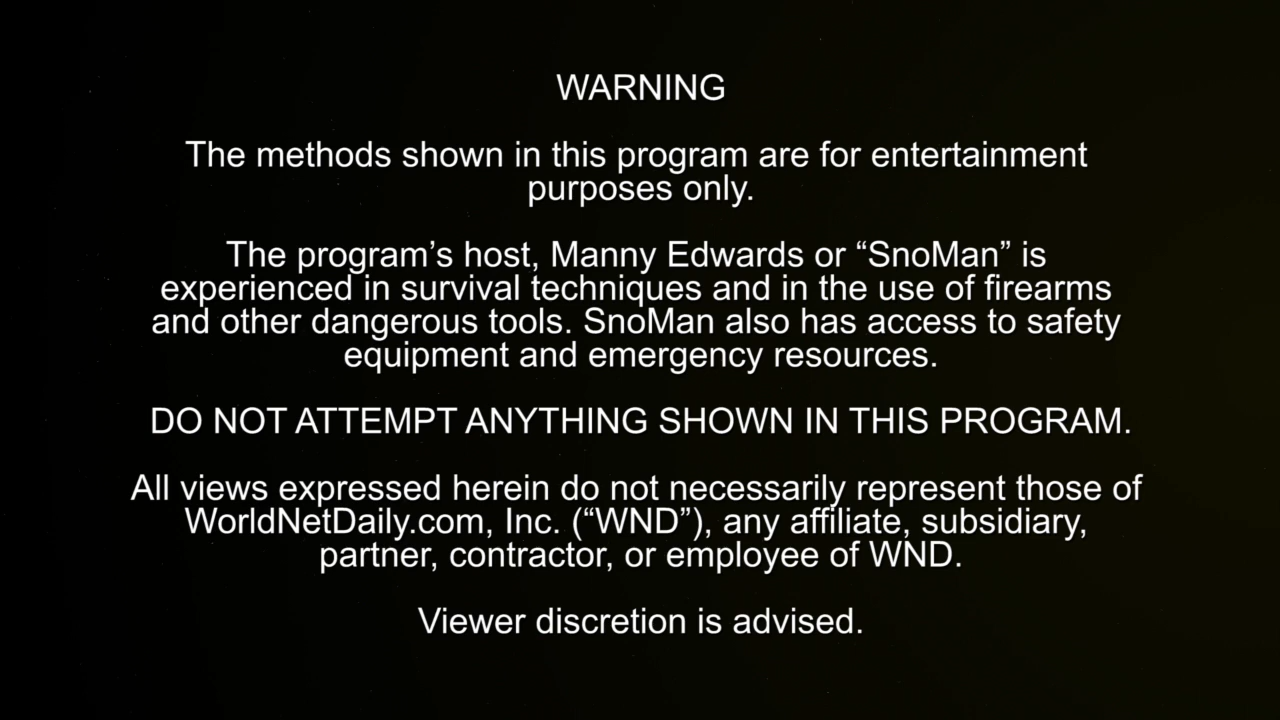 WARNING
The methods shown in this program are for entertainment
purposes only.
The program’s host, Manny Edwards or “SnoMan” is
experienced in survival techniques and in the use of firearms
and other dangerous tools. SnoMan also has access to safety
equipment and emergency resources.
DO NOT ATTEMPT ANYTHING SHOWN IN THIS PROGRAM.
All views expressed herein do not necessarily represent those of
WorldNetDaily.com, Inc. (“WND”), any affiliate, subsidiary,
partner, contractor, or employee of WND.
Viewer discretion is advised.